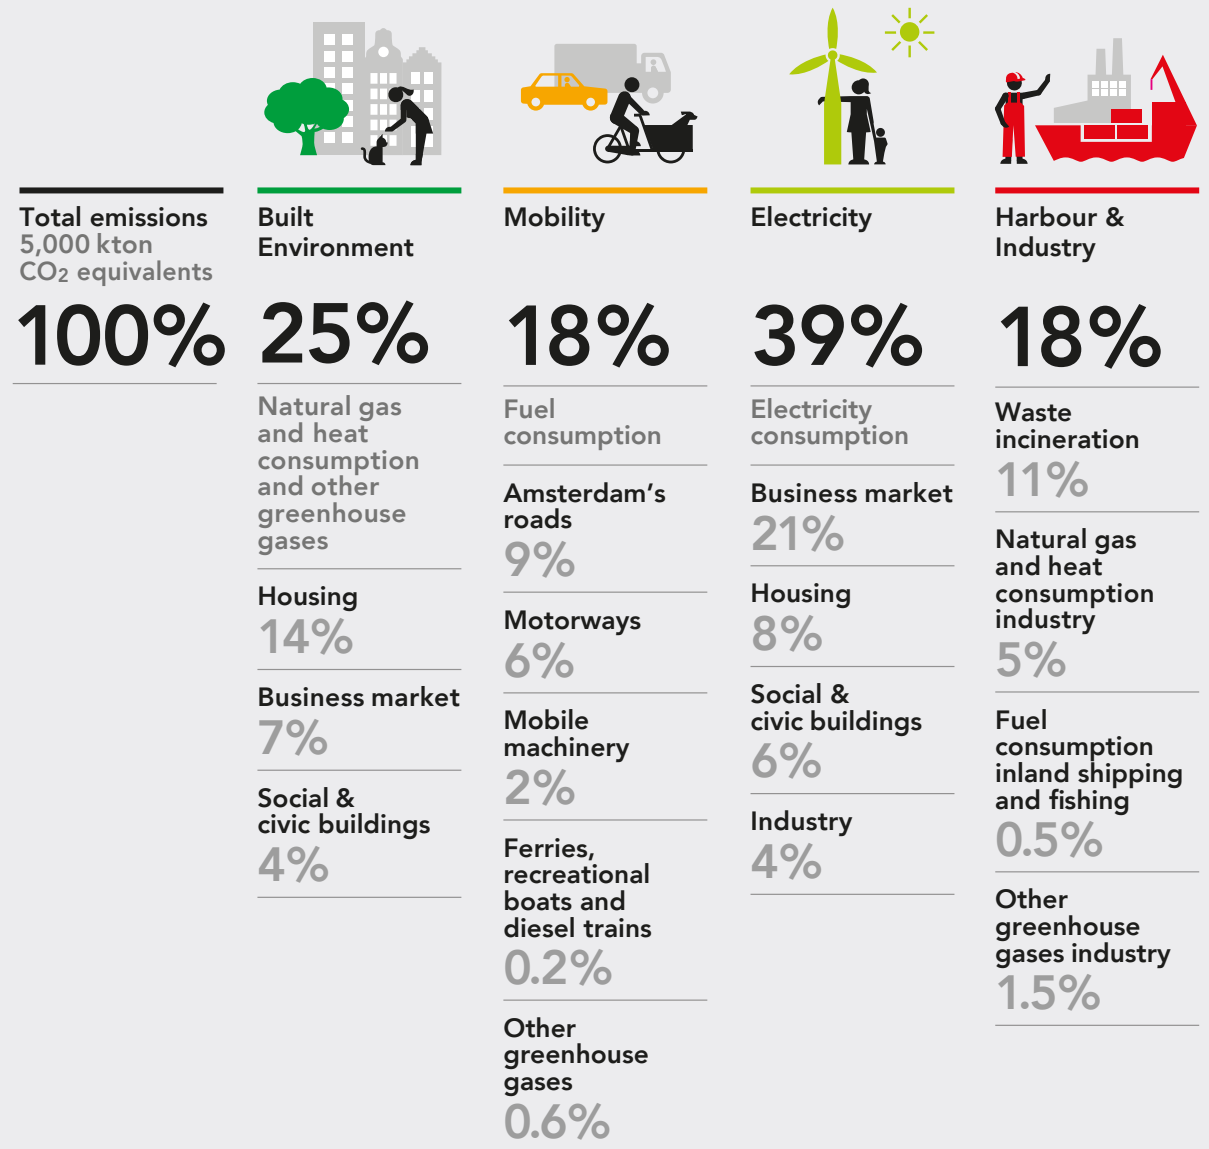 Total emissions
5,000 kton
CO2 equivalents
100%
Built
Environment
25%
Natural gas
and heat
consumption
and other
greenhouse
gases
Housing
14%
Business market
7%
Social &
civic buildings
4%
Mobility
18%
Fuel
consumption
Amsterdam's
roads
9%
Motorways
6%
Mobile
machinery
2%
Ferries,
recreational
boats and
diesel trains
0.2%
Other
greenhouse
gases
0.6%
Electricity
39%
Electricity
consumption
Business market
21%
Housing
8%
Social &
civic buildings
6%
Industry
4%
Harbour &
Industry
18%
Waste
incineration
11%
Natural gas
and heat
consumption
industry
5%
Fuel
consumption
inland shipping
and fishing
0.5%
Other
greenhouse
gases industry
1.5%